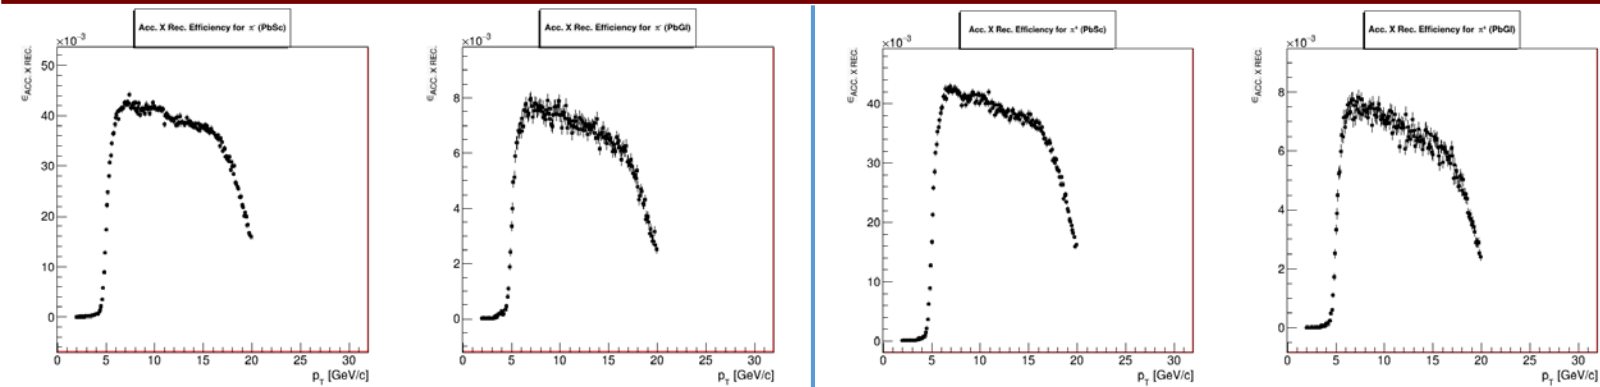 Acc. X Rec. Efficiency for π⁻ (PbSc)
×10⁻³
ε_ACC. X REC.
50
40
30
20
10
0
0 5 10 15 20 25 30
p_T [GeV/c]
Acc. X Rec. Efficiency for π⁻ (PbGl)
×10⁻³
ε_ACC. X REC.
8
6
4
2
0
0 5 10 15 20 25 30
p_T [GeV/c]
Acc. X Rec. Efficiency for π⁺ (PbSc)
×10⁻³
ε_ACC. X REC.
40
30
20
10
0
0 5 10 15 20 25 30
p_T [GeV/c]
Acc. X Rec. Efficiency for π⁺ (PbGl)
×10⁻³
ε_ACC. X REC.
8
6
4
2
0
0 5 10 15 20 25 30
p_T [GeV/c]